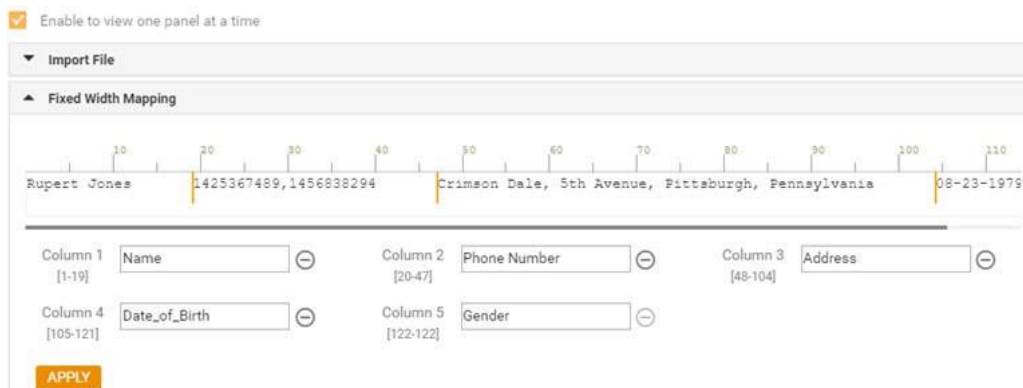 Enable to view one panel at a time
Import File
Fixed Width Mapping
10 20 30 40 50 60 70 80 90 100 110
Rupert Jones 1425367489,1456838294 Crimson Dale, 5th Avenue, Pittsburgh, Pennsylvania 08-23-1979
Column 1 Name Column 2 Phone Number Column 3 Address
[1-19] [20-47] [48-104]
Column 4 Date_of_Birth Column 5 Gender
[105-121] [122-122]
APPLY